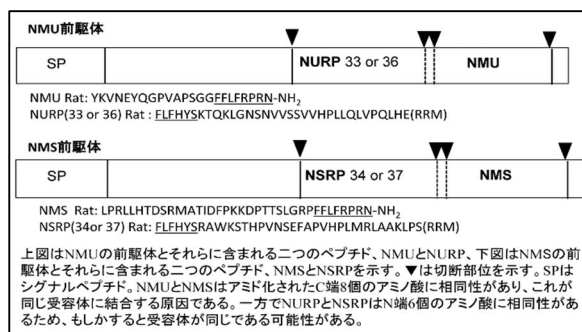 NMU前駆体
SP
NURP 33 or 36
NMU
NMU Rat: YKVNEYQGPVAPSGGFFLFRPRN-NH2
NURP(33 or 36) Rat : FLFHYSKTQKLGNSNVVSSVVHPLLQLVPQLHE(RRM)
NMS前駆体
SP
NSRP 34 or 37
NMS
NMS Rat: LPRLLHTDSRMATIDFPKKDPTTSLGRPFFLFRPRN-NH2
NSRP(34or 37) Rat: FLFHYSRAWKSTHPVNSEFAPVHPLMRLAAKLPS(RRM)
上図はNMUの前駆体とそれらに含まれる二つのペプチド、NMUとNURP、下図はNMSの前
駆体とそれらに含まれる二つのペプチド、NMSとNSRPを示す。▼は切断部位を示す。SPは
シグナルペプチド。NMUとNMSはアミド化されたC端8個のアミノ酸に相同性があり、これが
同じ受容体に結合する原因である。一方でNURPとNSRPはN端6個のアミノ酸に相同性があ
るため、もしかすると受容体が同じである可能性がある。